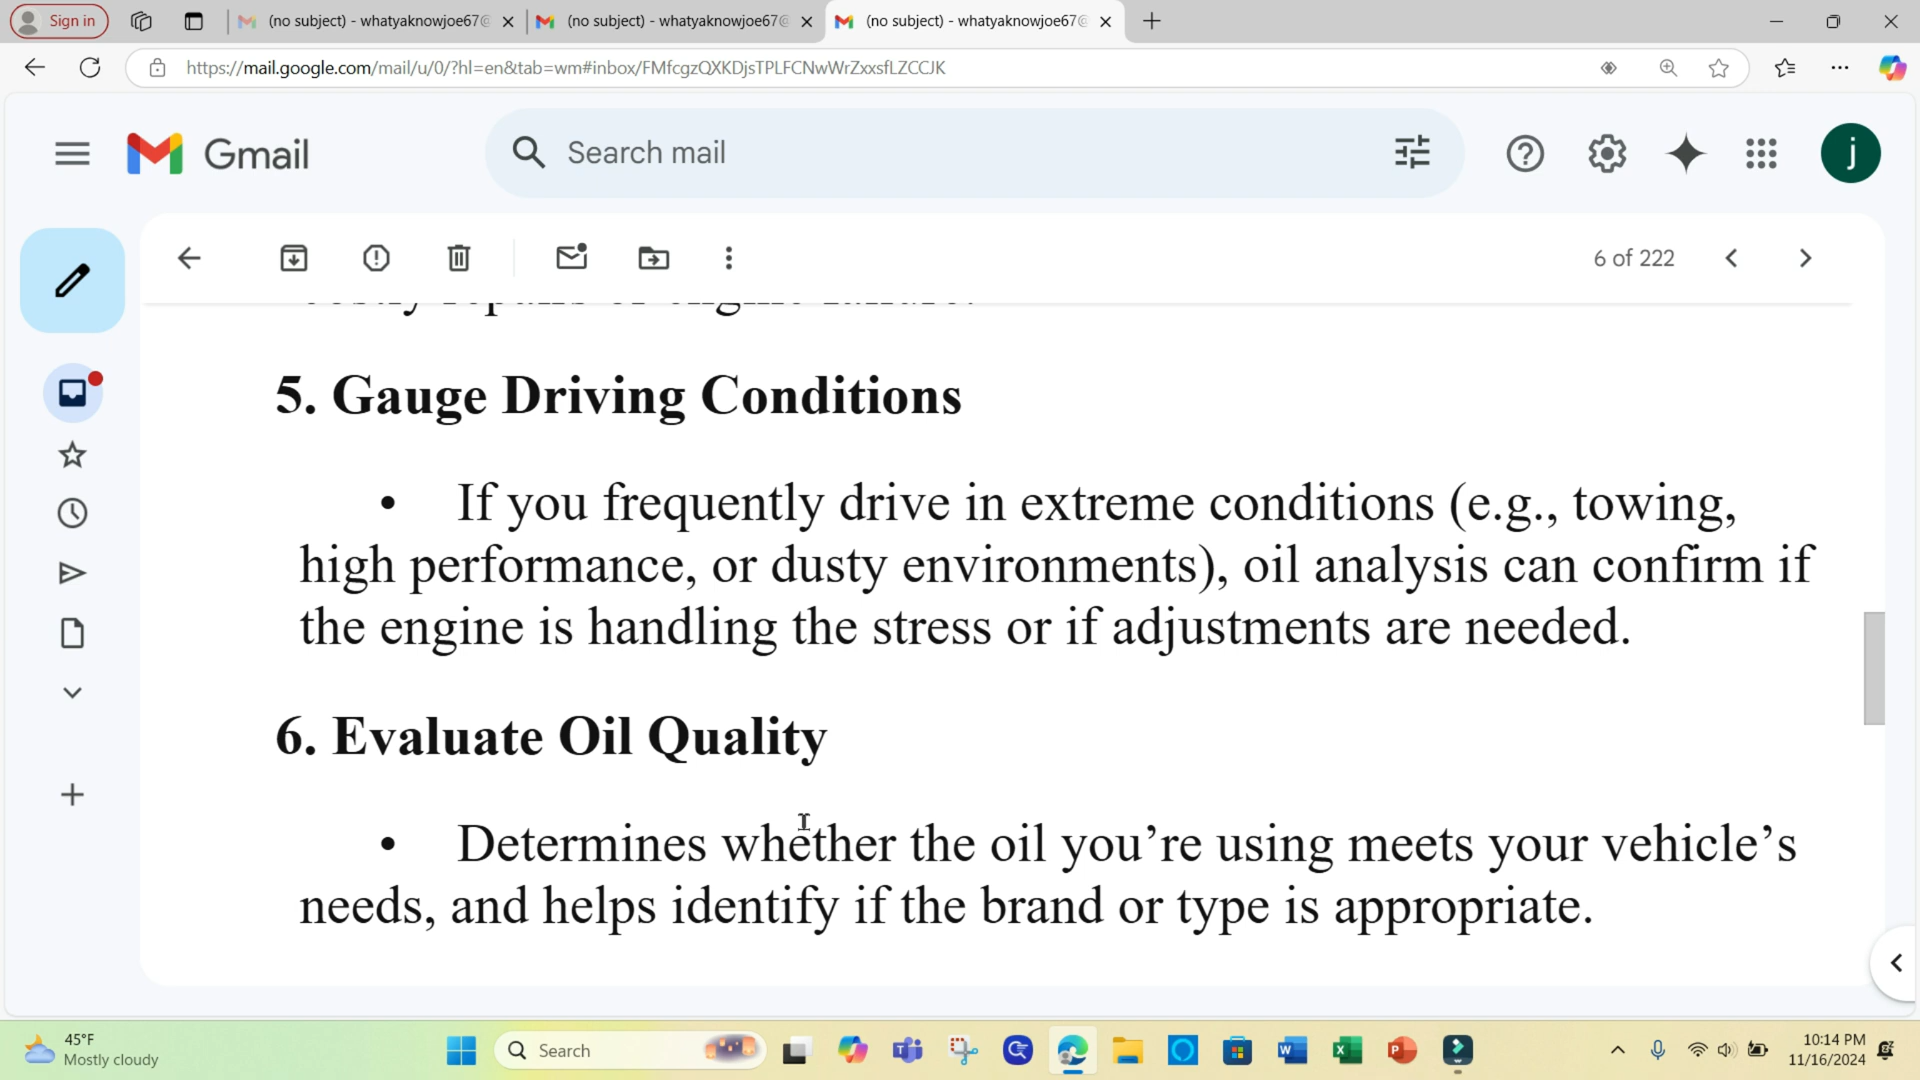 Sign in
(no subject) - whatyaknowjoe67@
(no subject) - whatyaknowjoe67@
(no subject) - whatyaknowjoe67@
https://mail.google.com/mail/u/0/?hl=en&tab=wm#inbox/FMfcgzQXKDjsTPLFCNwWrZxxsfLZCCJK
Gmail
Search mail
j
6 of 222
costly repairs or engine failure.
5. Gauge Driving Conditions
• If you frequently drive in extreme conditions (e.g., towing,
high performance, or dusty environments), oil analysis can confirm if
the engine is handling the stress or if adjustments are needed.
6. Evaluate Oil Quality
• Determines whether the oil you’re using meets your vehicle’s
needs, and helps identify if the brand or type is appropriate.
45°F
Mostly cloudy
Search
10:14 PM
11/16/2024